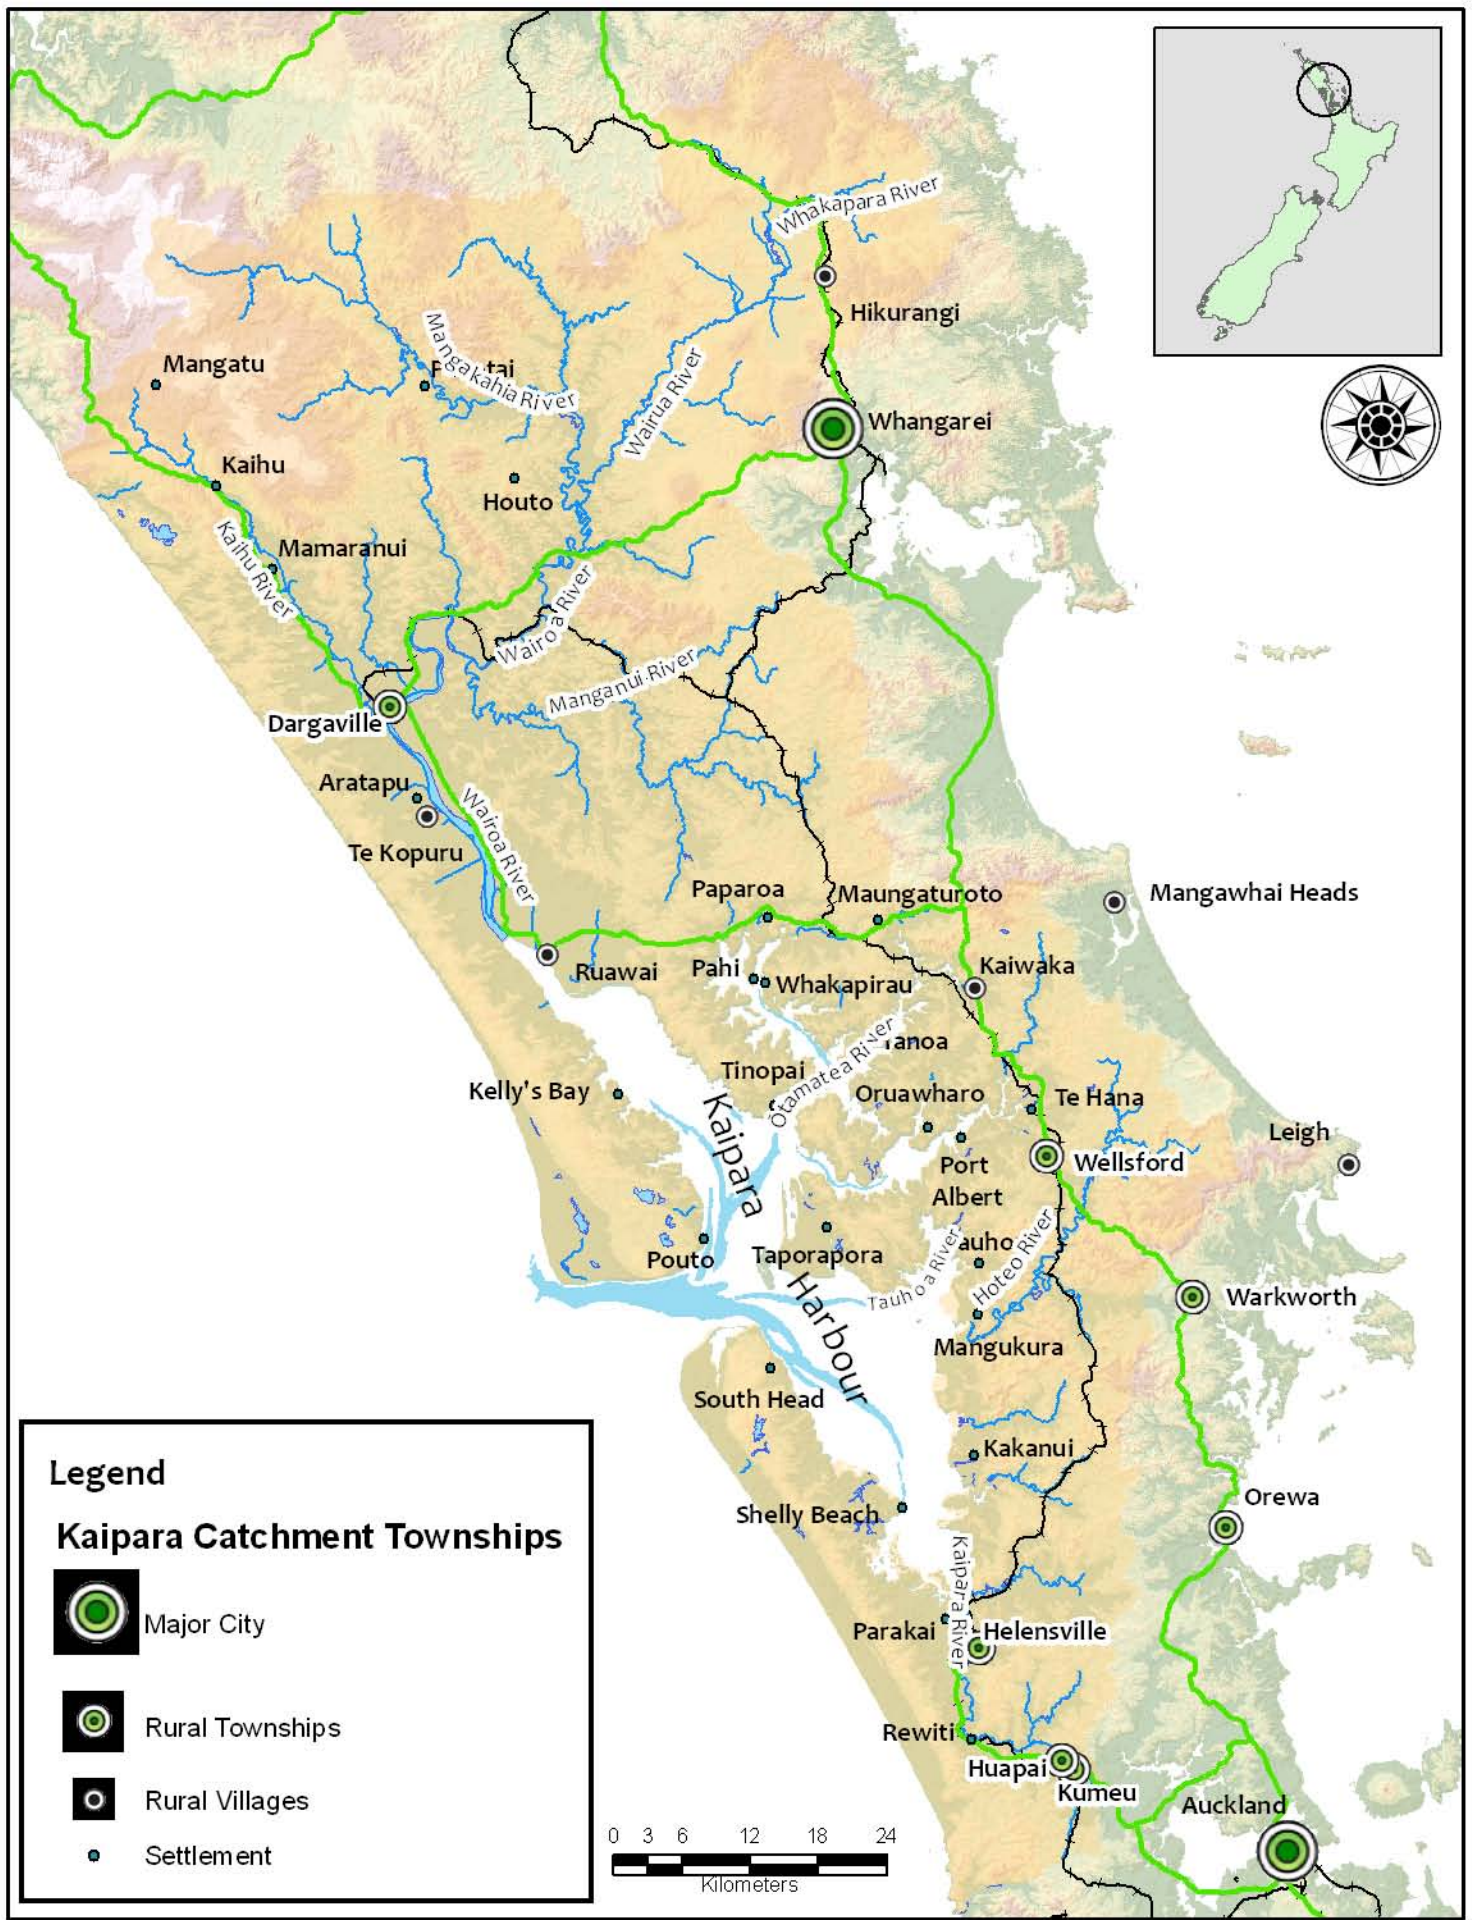 Whakapara River
Hikurangi
Mangakahia River
Mangatu
Wairua River
Whangarei
Kaihu
Houto
Kaihu River
Mamaranui
Wairoa River
Manganui River
Dargaville
Aratapu
Wairoa River
Te Kopuru
Paparoa
Maungaturoto
Mangawhai Heads
Ruawai
Pahi
Whakapirau
Kaiwaka
Otamatea River
Tinopai
Kelly's Bay
Oruawharo
Te Hana
Leigh
Port
Albert
Wellsford
Kaipara
Harbour
Pouto
Taporapora
Tauhoa River
Hoteo River
Warkworth
Mangukura
South Head
Kakanui
Orewa
Shelly Beach
Kaipara River
Parakai
Helensville
Rewiti
Huapai
Kumeu
Auckland
Legend
Kaipara Catchment Townships
Major City
Rural Townships
Rural Villages
Settlement
0 3 6 12 18 24
Kilometers